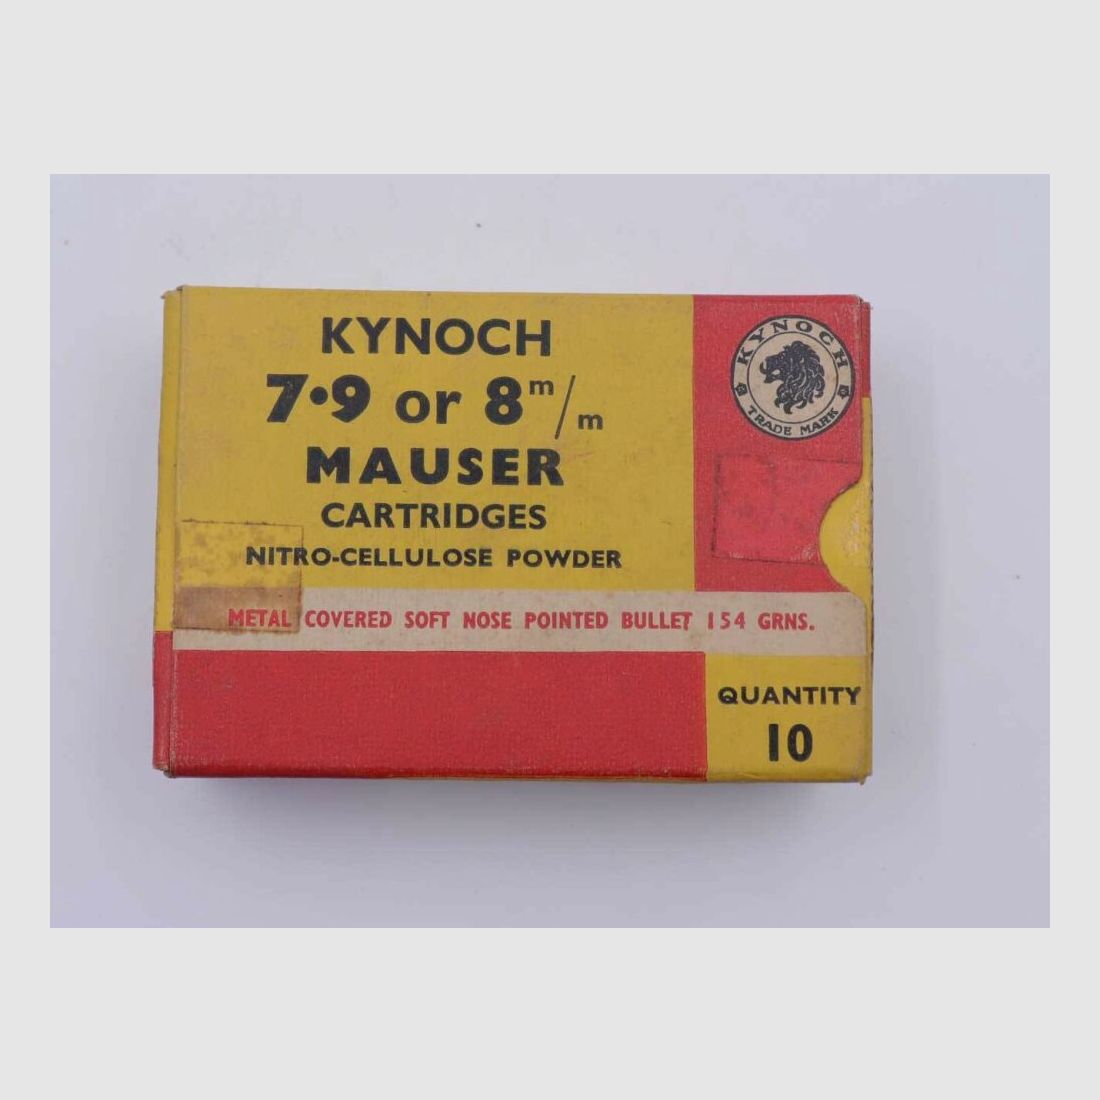 KYNOCH
7·9 or 8 m/m
MAUSER
CARTRIDGES
NITRO-CELLULOSE POWDER
KYNOCH
TRADE MARK
METAL COVERED SOFT NOSE POINTED BULLET 154 GRNS.
QUANTITY
10